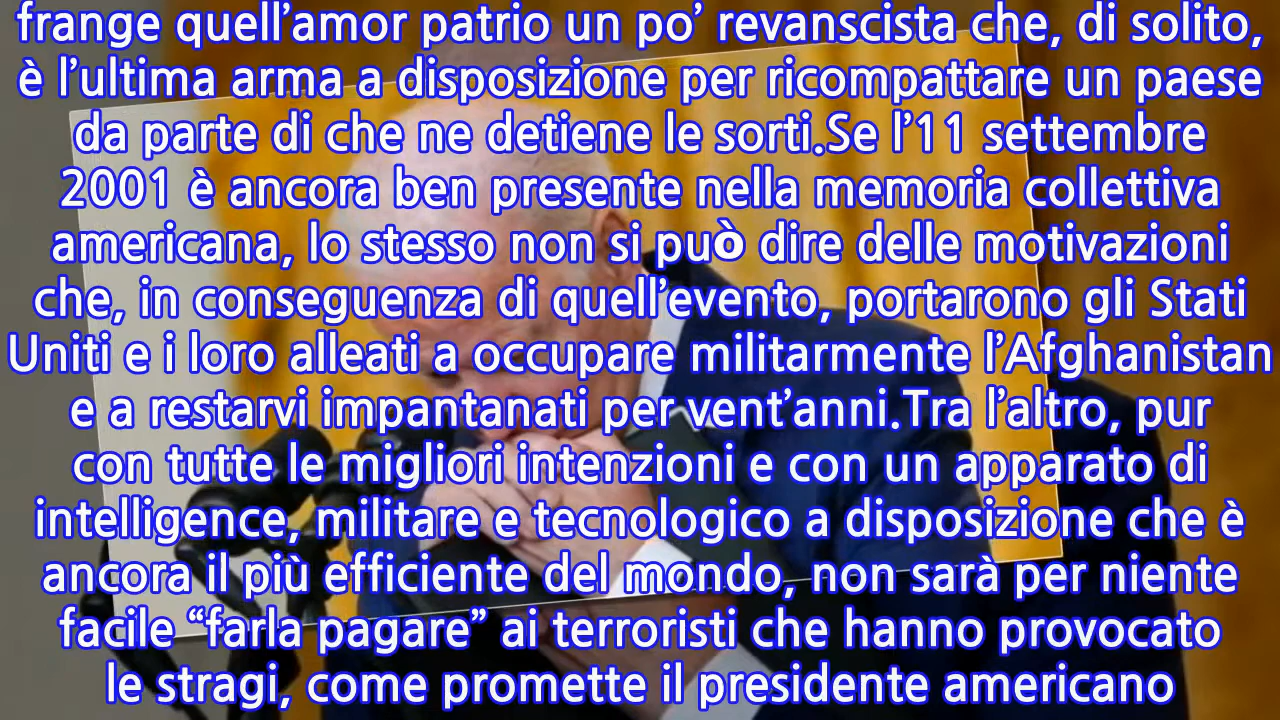 frange quell’amor patrio un po’ revanscista che, di solito,
è l’ultima arma a disposizione per ricompattare un paese
da parte di che ne detiene le sorti.Se l’11 settembre
2001 è ancora ben presente nella memoria collettiva
americana, lo stesso non si può dire delle motivazioni
che, in conseguenza di quell’evento, portarono gli Stati
Uniti e i loro alleati a occupare militarmente l’Afghanistan
e a restarvi impantanati per vent’anni.Tra l’altro, pur
con tutte le migliori intenzioni e con un apparato di
intelligence, militare e tecnologico a disposizione che è
ancora il più efficiente del mondo, non sarà per niente
facile “farla pagare” ai terroristi che hanno provocato
le stragi, come promette il presidente americano